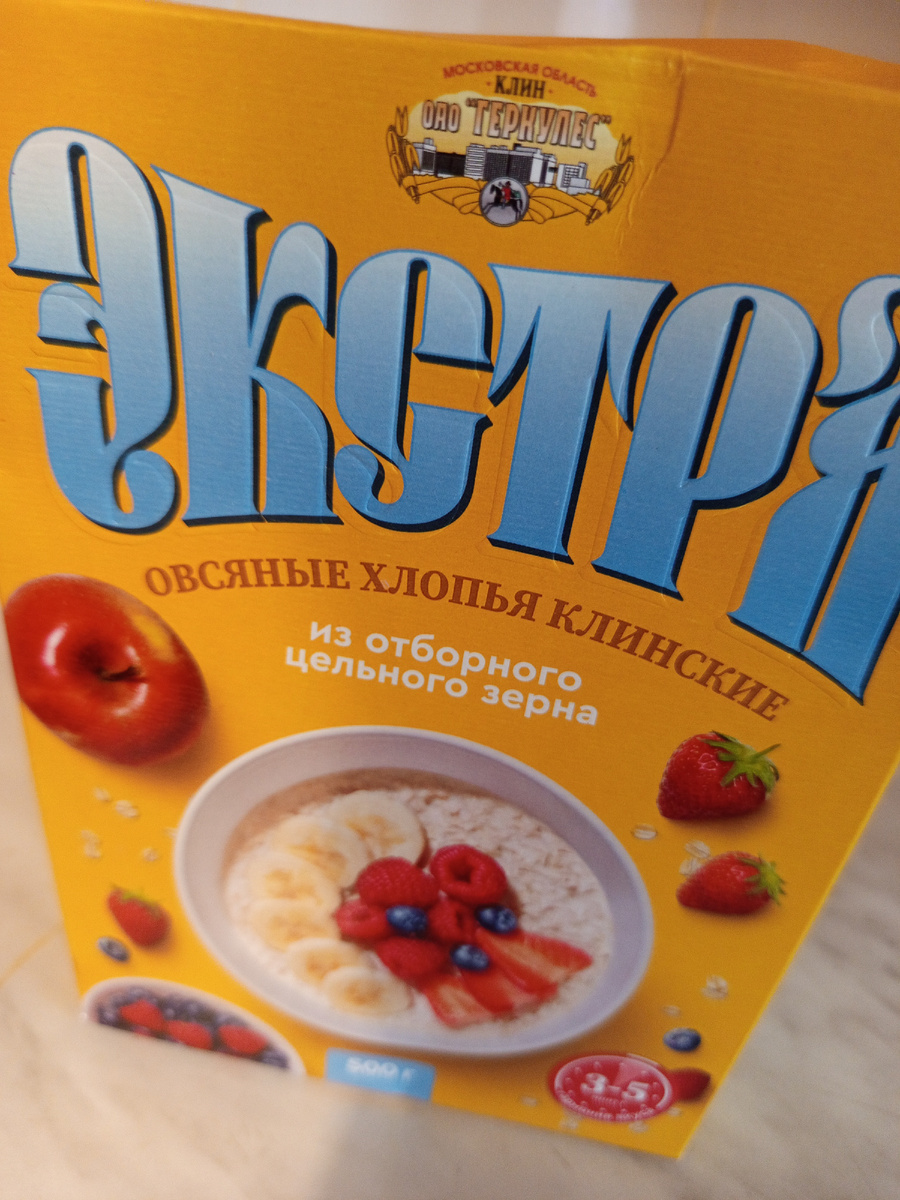 МОСКОВСКАЯ ОБЛАСТЬ
·КЛИН·
ОАО "ГЕРКУЛЕС"
ЭКСТРА
ОВСЯНЫЕ ХЛОПЬЯ КЛИНСКИЕ
из отборного
цельного зерна
500 г
3-5